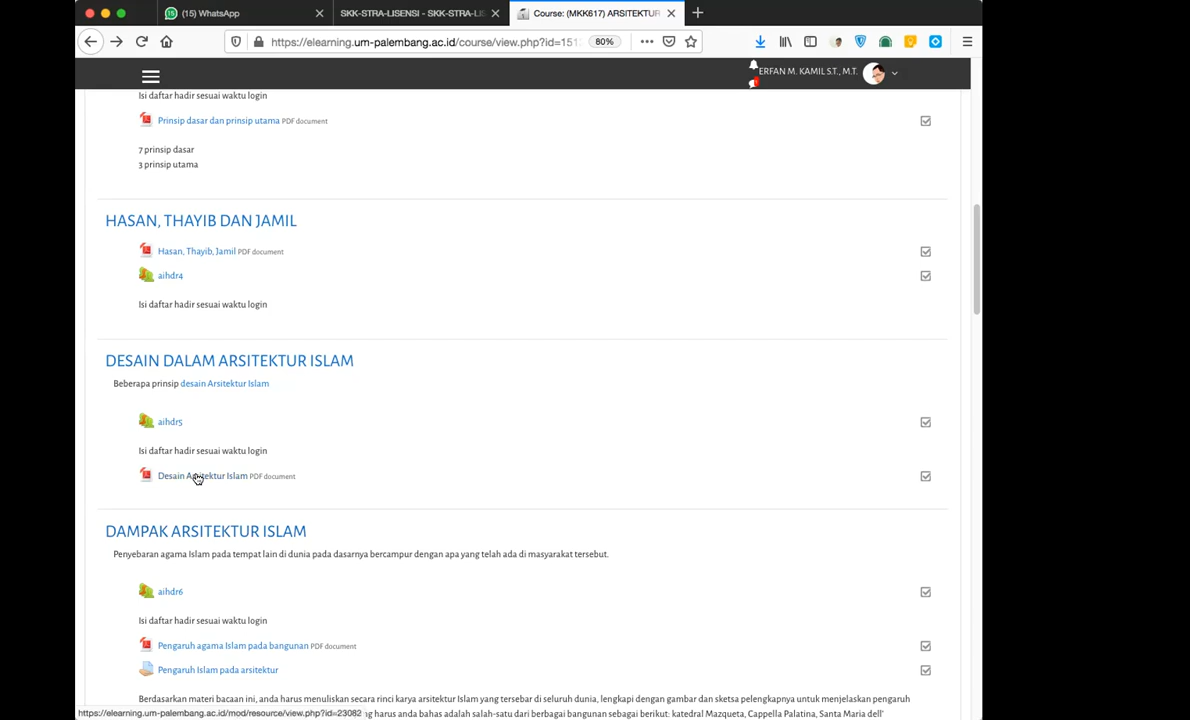 (15) WhatsApp
SKK-STRA-LISENSI - SKK-STRA-LIS
Course: (MKK617) ARSITEKTUR
https://elearning.um-palembang.ac.id/course/view.php?id=151
80%
ERFAN M. KAMIL S.T., M.T.
Isi daftar hadir sesuai waktu login
Prinsip dasar dan prinsip utama PDF document
7 prinsip dasar
3 prinsip utama
HASAN, THAYIB DAN JAMIL
Hasan, Thayib, Jamil PDF document
aihdr4
Isi daftar hadir sesuai waktu login
DESAIN DALAM ARSITEKTUR ISLAM
Beberapa prinsip desain Arsitektur Islam
aihdr5
Isi daftar hadir sesuai waktu login
Desain Arsitektur Islam PDF document
DAMPAK ARSITEKTUR ISLAM
Penyebaran agama Islam pada tempat lain di dunia pada dasarnya bercampur dengan apa yang telah ada di masyarakat tersebut.
aihdr6
Isi daftar hadir sesuai waktu login
Pengaruh agama Islam pada bangunan PDF document
Pengaruh Islam pada arsitektur
Berdasarkan materi bacaan ini, anda harus menuliskan secara rinci karya arsitektur Islam yang tersebar di seluruh dunia, lengkapi dengan gambar dan sketsa pelengkapnya untuk menjelaskan pengaruh
https://elearning.um-palembang.ac.id/mod/resource/view.php?id=23082 ng harus anda bahas adalah salah-satu dari berbagai bangunan sebagai berikut: katedral Mazqueta, Cappella Palatina, Santa Maria dell'